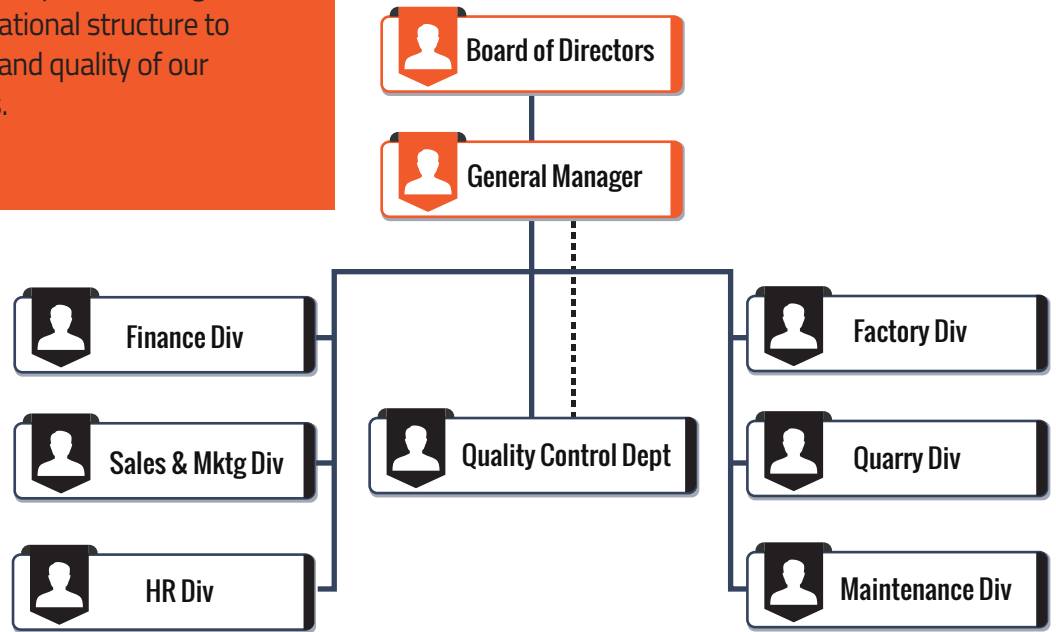 ational structure to
and quality of our
Board of Directors
General Manager
Finance Div
Factory Div
Sales & Mktg Div
Quality Control Dept
Quarry Div
HR Div
Maintenance Div